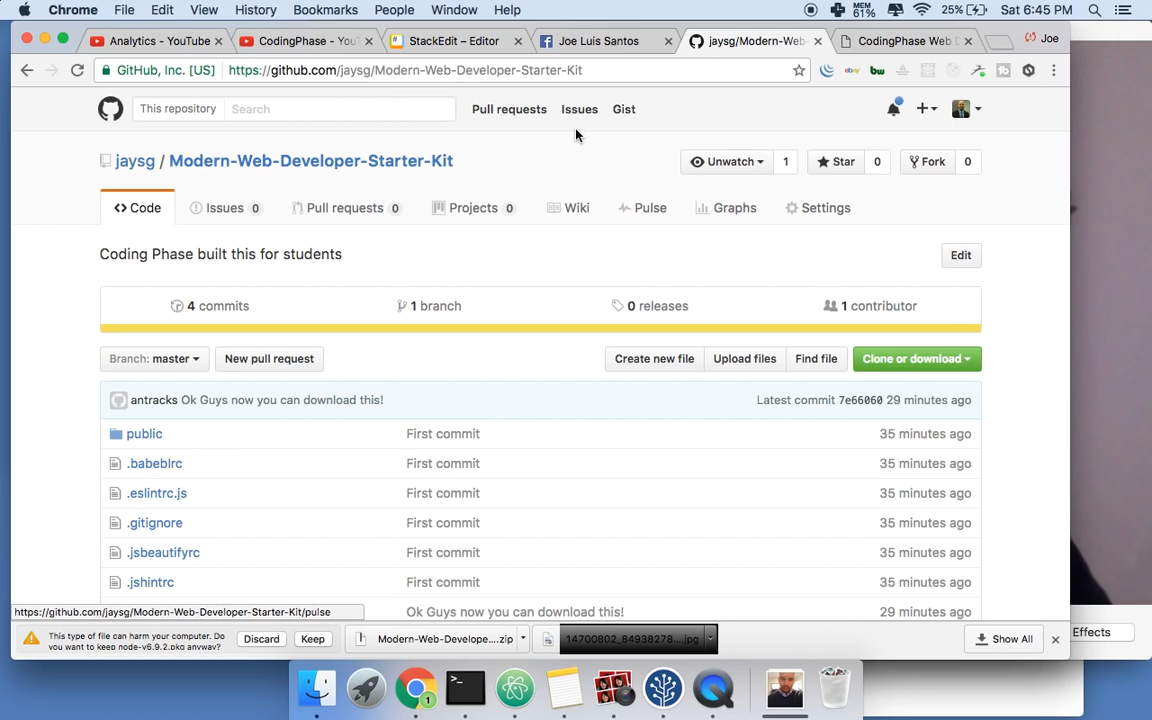 Chrome File Edit View History Bookmarks People Window Help MEM 61% 25% Sat 6:45 PM
Analytics - YouTube CodingPhase - You StackEdit – Editor Joe Luis Santos jaysg/Modern-Web- CodingPhase Web D Joe
GitHub, Inc. [US] https://github.com/jaysg/Modern-Web-Developer-Starter-Kit
This repository Search Pull requests Issues Gist
jaysg / Modern-Web-Developer-Starter-Kit Unwatch 1 Star 0 Fork 0
Code Issues 0 Pull requests 0 Projects 0 Wiki Pulse Graphs Settings
Coding Phase built this for students Edit
4 commits 1 branch 0 releases 1 contributor
Branch: master New pull request Create new file Upload files Find file Clone or download
antracks Ok Guys now you can download this! Latest commit 7e66060 29 minutes ago
public First commit 35 minutes ago
.babeblrc First commit 35 minutes ago
.eslintrc.js First commit 35 minutes ago
.gitignore First commit 35 minutes ago
.jsbeautifyrc First commit 35 minutes ago
.jshintrc First commit 35 minutes ago
https://github.com/jaysg/Modern-Web-Developer-Starter-Kit/pulse Ok Guys now you can download this! 29 minutes ago
This type of file can harm your computer. Do you want to keep node-v6.9.2.pkg anyway? Discard Keep Modern-Web-Develope....zip 14700802_84938278....jpg Show All Effects